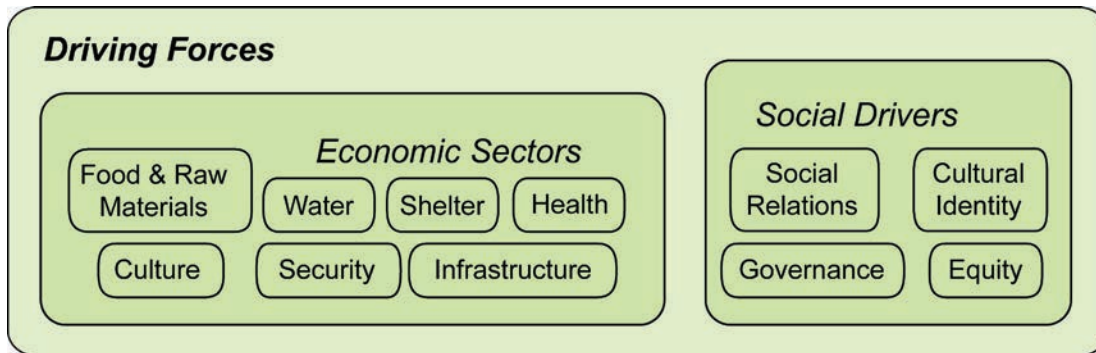 Driving Forces
Economic Sectors
Food & Raw
Materials
Water
Shelter
Health
Culture
Security
Infrastructure
Social Drivers
Social
Relations
Cultural
Identity
Governance
Equity